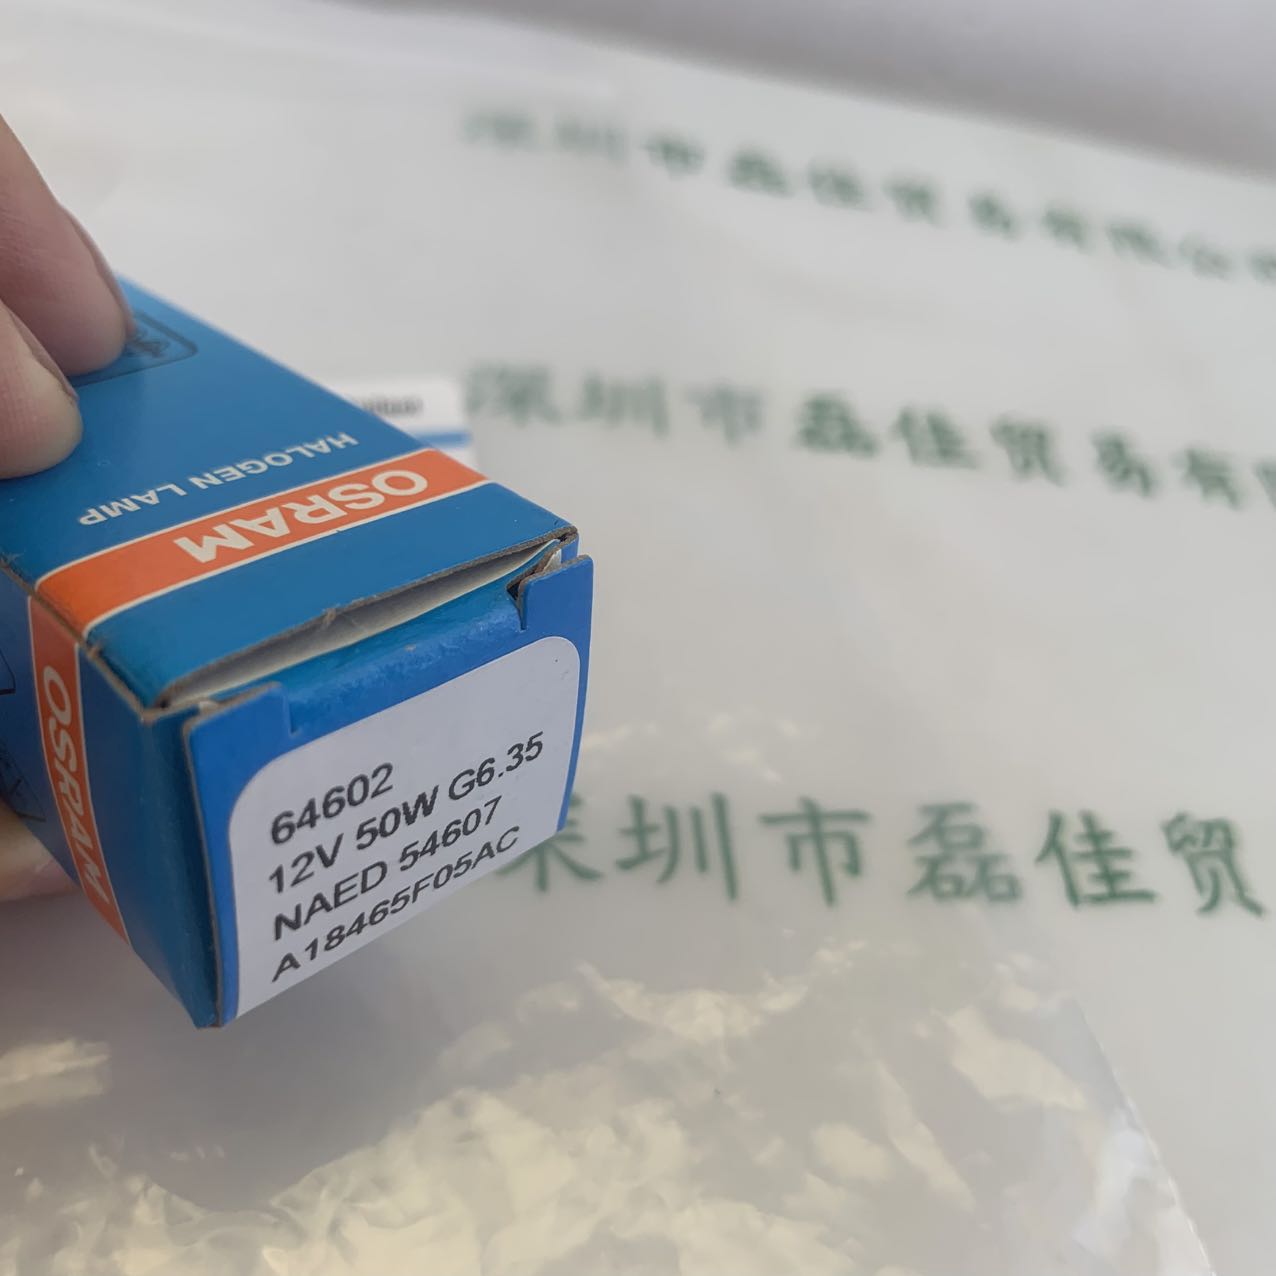 深圳市磊佳贸易有限公
深圳市磊佳贸易有
HALOGEN LAMP
OSRAM
OSRAM
64602
12V 50W G6.35
NAED 54607
A18465F05AC
深圳市磊佳贸